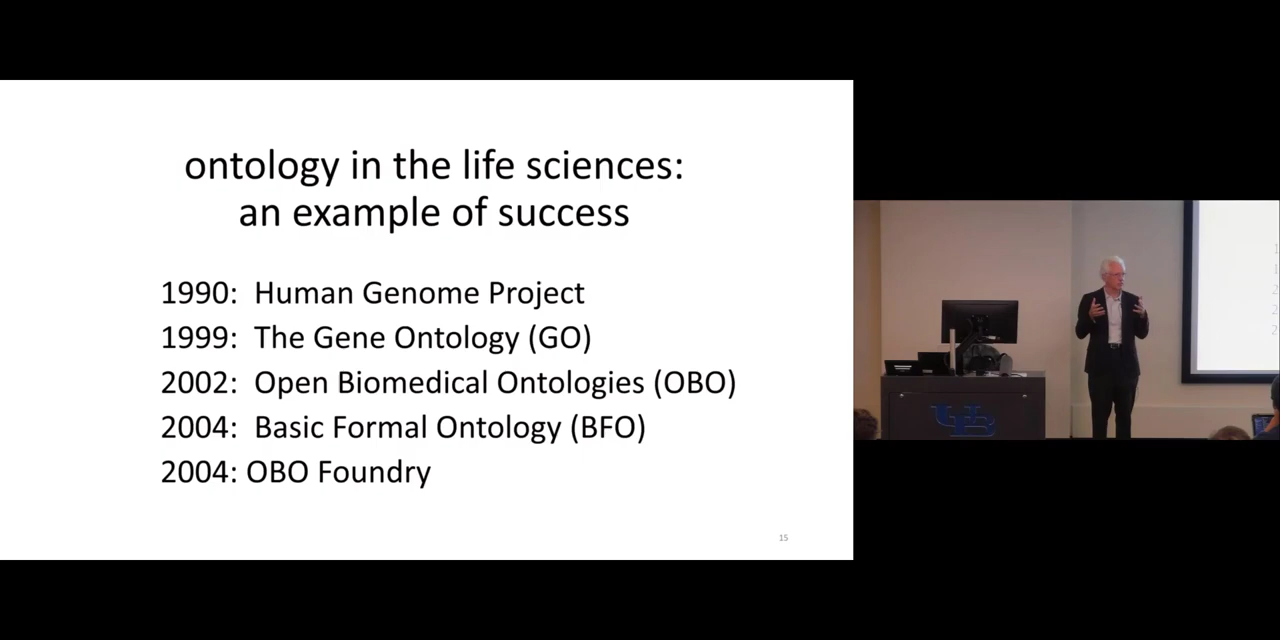 ontology in the life sciences:
an example of success
1990: Human Genome Project
1999: The Gene Ontology (GO)
2002: Open Biomedical Ontologies (OBO)
2004: Basic Formal Ontology (BFO)
2004: OBO Foundry
15
UB